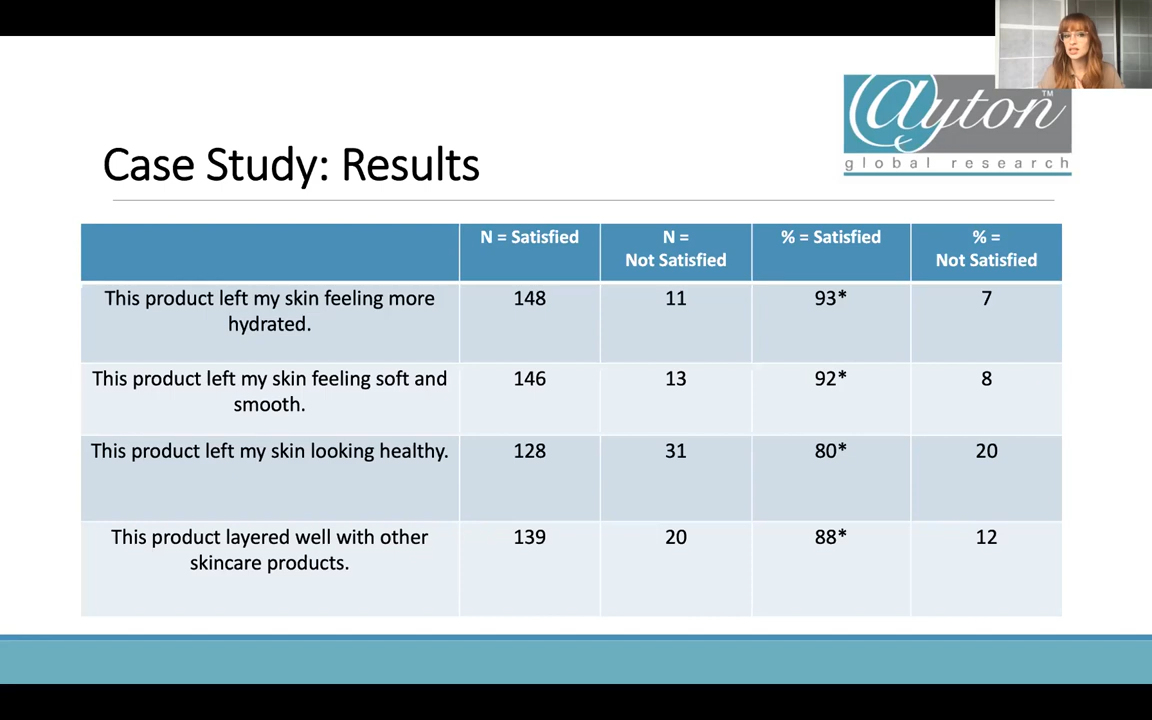 @yton™
global research
Case Study: Results
N = Satisfied
N =
Not Satisfied
% = Satisfied
% =
Not Satisfied
This product left my skin feeling more
hydrated.
148
11
93*
7
This product left my skin feeling soft and
smooth.
146
13
92*
8
This product left my skin looking healthy.
128
31
80*
20
This product layered well with other
skincare products.
139
20
88*
12